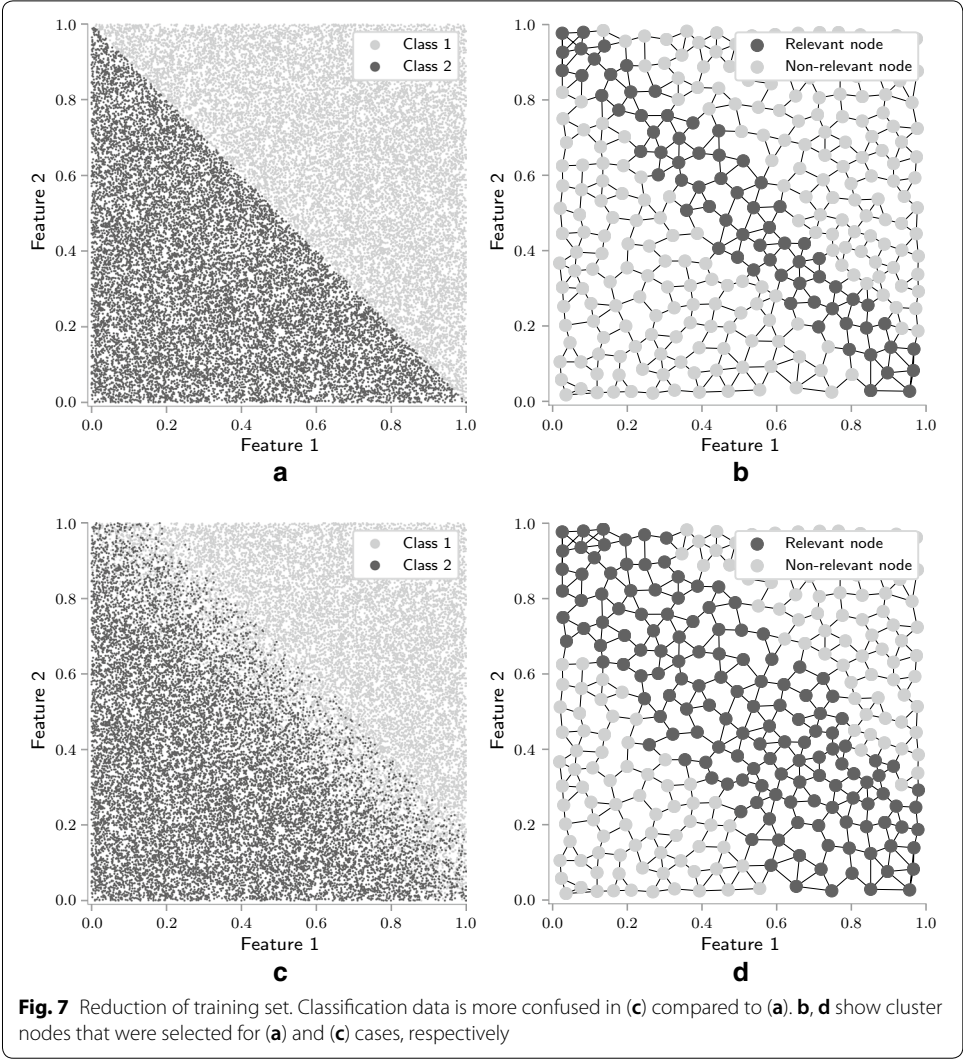 1.0
0.8
0.6
0.4
0.2
0.0
0.0 0.2 0.4 0.6 0.8 1.0
Feature 2
Feature 1
Class 1
Class 2
a
1.0
0.8
0.6
0.4
0.2
0.0
0.0 0.2 0.4 0.6 0.8 1.0
Feature 2
Feature 1
Relevant node
Non-relevant node
b
1.0
0.8
0.6
0.4
0.2
0.0
0.0 0.2 0.4 0.6 0.8 1.0
Feature 2
Feature 1
Class 1
Class 2
c
1.0
0.8
0.6
0.4
0.2
0.0
0.0 0.2 0.4 0.6 0.8 1.0
Feature 2
Feature 1
Relevant node
Non-relevant node
d
Fig. 7 Reduction of training set. Classification data is more confused in (c) compared to (a). b, d show cluster
nodes that were selected for (a) and (c) cases, respectively